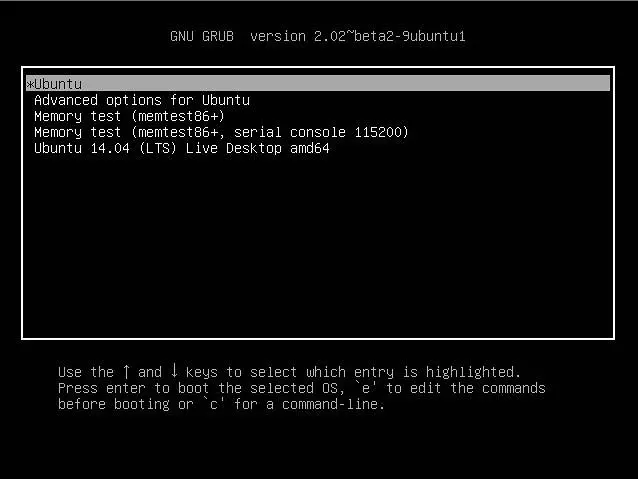 GNU GRUB  version 2.02~beta2-9ubuntu1
*Ubuntu
Advanced options for Ubuntu
Memory test (memtest86+)
Memory test (memtest86+, serial console 115200)
Ubuntu 14.04 (LTS) Live Desktop amd64
Use the ↑ and ↓ keys to select which entry is highlighted.
Press enter to boot the selected OS, `e' to edit the commands
before booting or `c' for a command-line.